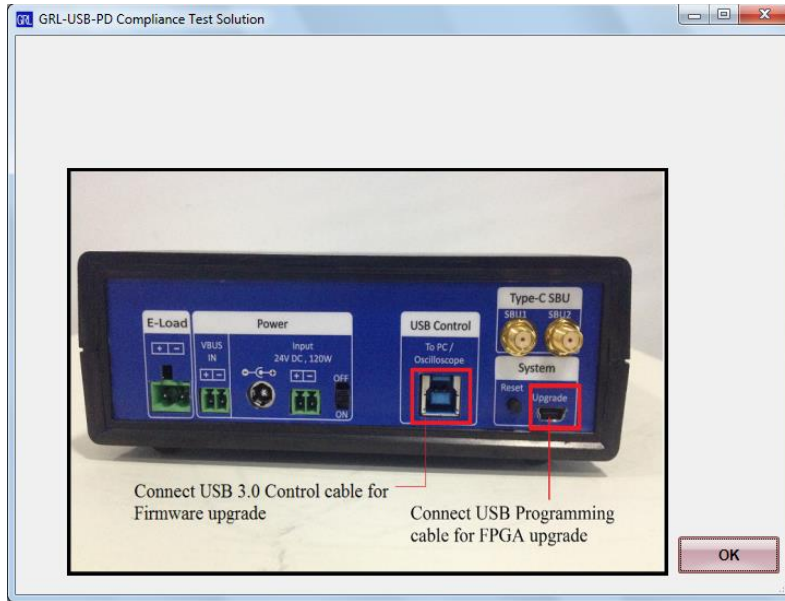 GRL
GRL-USB-PD Compliance Test Solution
Type-C SBU
SBU1 SBU2
E-Load
Power
USB Control
+ −
VBUS
IN
+ −
Input
24V DC , 120W
+ −
OFF
ON
To PC /
Oscilloscope
System
Reset
Upgrade
Connect USB 3.0 Control cable for
Firmware upgrade
Connect USB Programming
cable for FPGA upgrade
OK